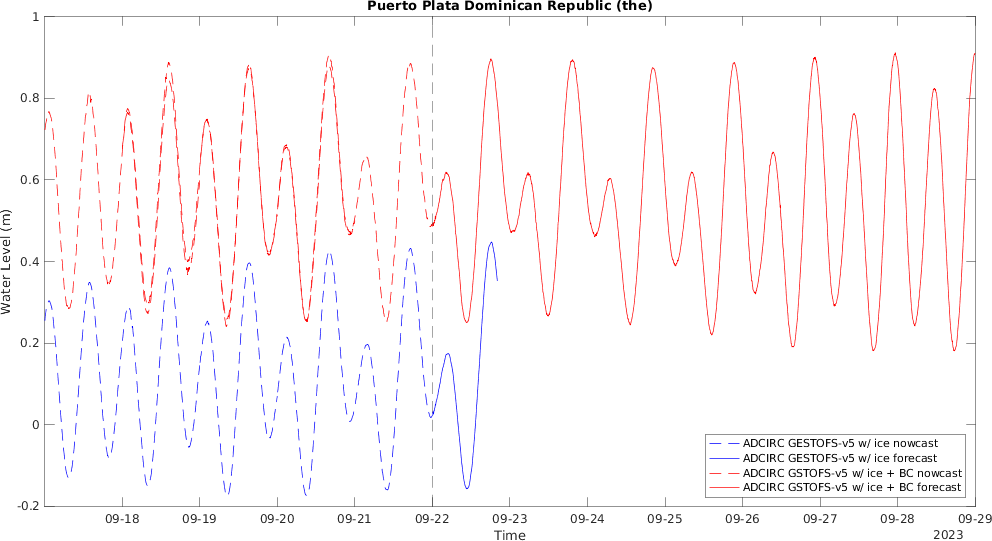 Puerto Plata Dominican Republic (the)
1
0.8
0.6
0.4
0.2
0
-0.2
Water Level (m)
09-18 09-19 09-20 09-21 09-22 09-23 09-24 09-25 09-26 09-27 09-28 09-29
Time
2023
ADCIRC GESTOFS-v5 w/ ice nowcast
ADCIRC GESTOFS-v5 w/ ice forecast
ADCIRC GSTOFS-v5 w/ ice + BC nowcast
ADCIRC GSTOFS-v5 w/ ice + BC forecast